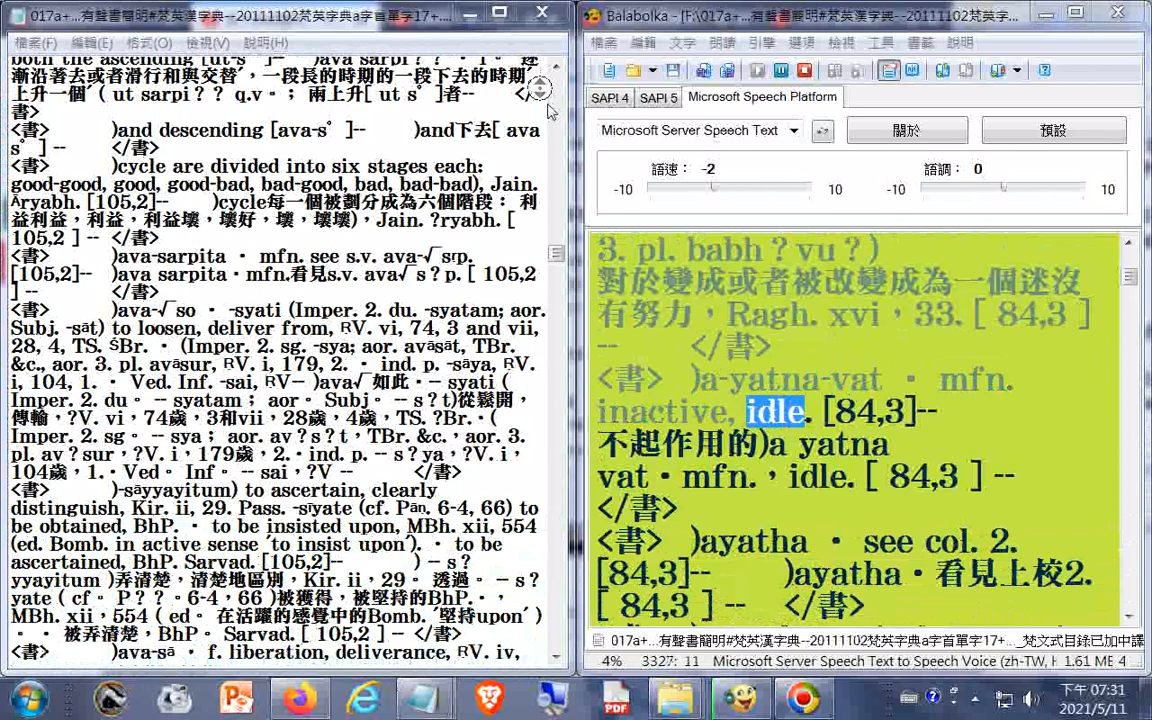 017a+...有聲書簡明#梵英漢字典--20111102梵英字典a字首單字17+...
檔案(F) 編輯(E) 格式(O) 檢視(V) 說明(H)
both the ascending [ut-s゚]-- )ava sarpi??・1。逐
漸沿著去或者滑行和與交替'，一段長的時期的一段下去的時期'
上升一個'( ut sarpi？？ q.v。；兩上升[ ut s゚ ]者-- </
書>
<書> )and descending [ava-s゚]-- )and下去[ ava
s゚] -- </書>
<書> )cycle are divided into six stages each:
good-good, good, good-bad, bad-good, bad, bad-bad), Jain.
Āryabh. [105,2]-- )cycle每一個被劃分成為六個階段： 利
益利益，利益，利益壞，壞好，壞，壞壞)，Jain. ?ryabh. [
105,2 ] -- </書>
<書> )ava-sarpita ・ mfn. see s.v. ava-√sṛp.
[105,2]-- )ava sarpita・mfn.看見s.v. ava√s？p. [ 105,2
] -- </書>
<書> )ava-√so ・ -syati (Imper. 2. du. -syatam; aor.
Subj. -sāt) to loosen, deliver from, RV. vi, 74, 3 and vii,
28, 4, TS. ŚBr. ・ (Imper. 2. sg. -sya; aor. avāsāt, TBr.
&c., aor. 3. pl. avāsur, RV. i, 179, 2. ・ ind. p. -sāya, RV.
i, 104, 1. ・ Ved. Inf. -sai, RV-- )ava√如此・－ syati (
Imper. 2. du。－ syatam； aor。 Subj。－ s？t)從鬆開，
傳輸，?V. vi，74歲，3和vii，28歲，4歲，TS. ?Br.・(
Imper. 2. sg。－ sya； aor. av？s？t，TBr. &c.，aor. 3.
pl. av？sur，?V. i，179歲，2.・ind. p.－s？ya，?V. i，
104歲，1.・Ved。 Inf。－ sai，?V -- </書>
<書> )-sāyyayitum) to ascertain, clearly
distinguish, Kir. ii, 29. Pass. -sīyate (cf. Pāṇ. 6-4, 66) to
be obtained, BhP. ・ to be insisted upon, MBh. xii, 554
(ed. Bomb. in active sense 'to insist upon'). ・ to be
ascertained, BhP. Sarvad. [105,2]-- )－s？
yyayitum )弄清楚，清楚地區別，Kir. ii，29。 透過。－s？
yate ( cf。 P？？。6-4，66 )被獲得，被堅持的BhP.・，
MBh. xii，554 ( ed。 在活躍的感覺中的Bomb. '堅持upon' )
・ 被弄清楚，BhP。 Sarvad. [ 105,2 ] -- </書>
<書> )ava-sā ・ f. liberation, deliverance, RV. iv,
Balabolka - [F:\017a+...有聲書簡明#梵英漢字典--20111102梵英字...
檔案 編輯 文字 朗讀 引擎 選項 檢視 工具 書籤 說明
SAPI 4 SAPI 5 Microsoft Speech Platform
Microsoft Server Speech Text 關於 預設
語速： -2 語調： 0
-10 10 -10 10
3. pl. babh？vu？)
對於變成或者被改變成為一個迷沒
有努力，Ragh. xvi，33. [ 84,3 ]
-- </書>
<書> )a-yatna-vat ・ mfn.
inactive, idle. [84,3]--
不起作用的)a yatna
vat・mfn.，idle. [ 84,3 ] --
</書>
<書> )ayatha ・ see col. 2.
[84,3]-- )ayatha・看見上校2.
[ 84,3 ] -- </書>
017a+...有聲書簡明#梵英漢字典--20111102梵英字典a字首單字17+..._梵文式目錄已加中譯
4% 3327: 11 Microsoft Server Speech Text to Speech Voice (zh-TW, H 1.61 MB 4
下午 07:31
2021/5/11